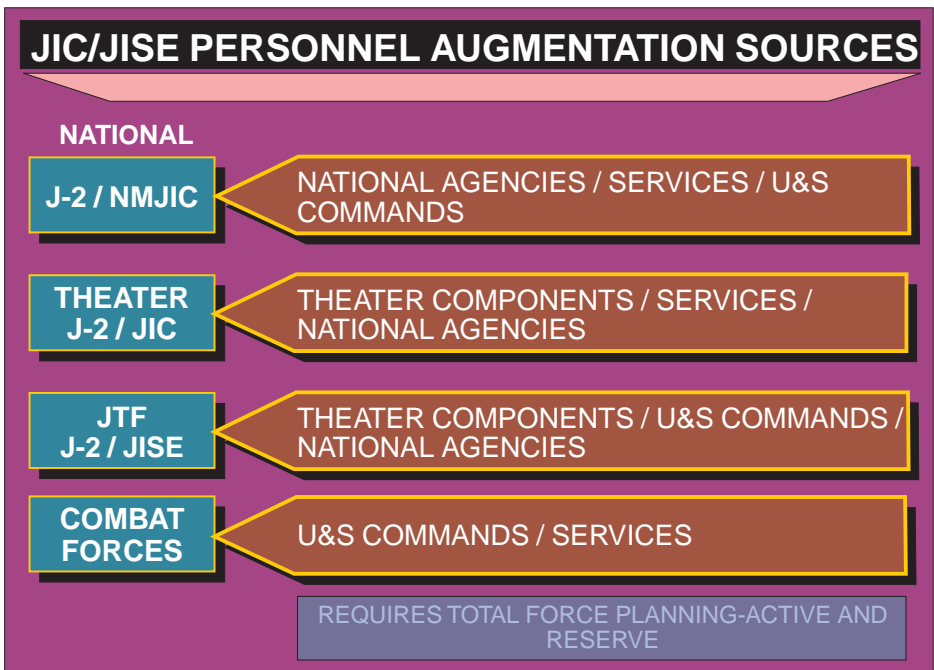 JIC/JISE PERSONNEL AUGMENTATION SOURCES
NATIONAL
J-2 / NMJIC
NATIONAL AGENCIES / SERVICES / U&S
COMMANDS
THEATER
J-2 / JIC
THEATER COMPONENTS / SERVICES /
NATIONAL AGENCIES
JTF
J-2 / JISE
THEATER COMPONENTS / U&S COMMANDS /
NATIONAL AGENCIES
COMBAT
FORCES
U&S COMMANDS / SERVICES
REQUIRES TOTAL FORCE PLANNING-ACTIVE AND
RESERVE